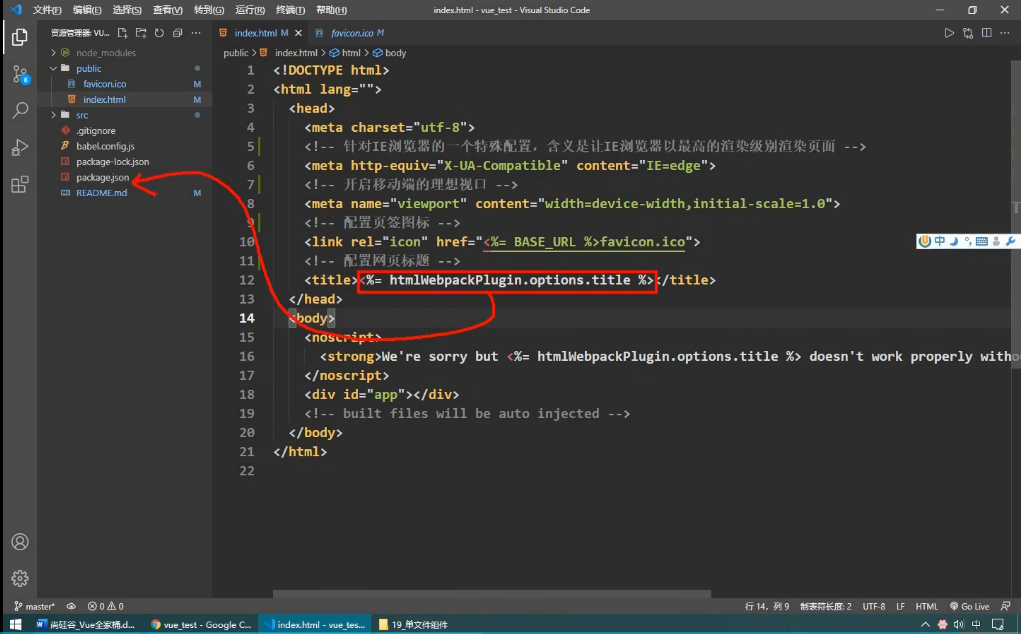 文件(F) 编辑(E) 选择(S) 查看(V) 转到(G) 运行(R) 终端(T) 帮助(H) index.html - vue_test - Visual Studio Code
资源管理器: VU... index.html M favicon.ico M
public > index.html > html > body
node_modules
public
favicon.ico M
index.html M
src
.gitignore
babel.config.js
package-lock.json
package.json
README.md M
8
1 <!DOCTYPE html>
2 <html lang="">
3 <head>
4 <meta charset="utf-8">
5 <!-- 针对IE浏览器的一个特殊配置，含义是让IE浏览器以最高的渲染级别渲染页面 -->
6 <meta http-equiv="X-UA-Compatible" content="IE=edge">
7 <!-- 开启移动端的理想视口 -->
8 <meta name="viewport" content="width=device-width,initial-scale=1.0">
9 <!-- 配置页签图标 -->
10 <link rel="icon" href="<%= BASE_URL %>favicon.ico">
11 <!-- 配置网页标题 -->
12 <title><%= htmlWebpackPlugin.options.title %></title>
13 </head>
14 <body>
15 <noscript>
16 <strong>We're sorry but <%= htmlWebpackPlugin.options.title %> doesn't work properly witho
17 </noscript>
18 <div id="app"></div>
19 <!-- built files will be auto injected -->
20 </body>
21 </html>
22
中
master* 0 0 行 14，列 9 制表符长度: 2 UTF-8 LF HTML Go Live
尚硅谷_Vue全家桶.d... vue_test - Google C... index.html - vue_tes... 19_单文件组件 中